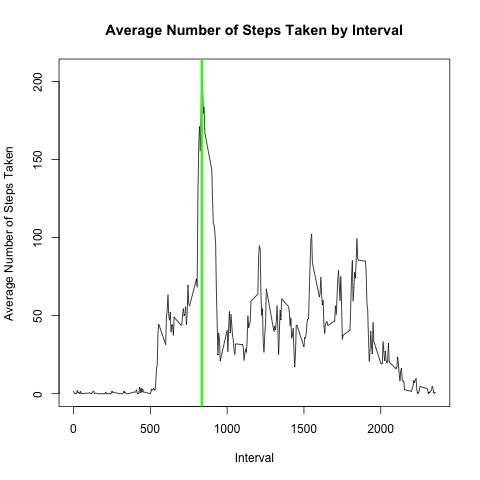 Average Number of Steps Taken by Interval
Average Number of Steps Taken
200
150
100
50
0
0 500 1000 1500 2000
Interval